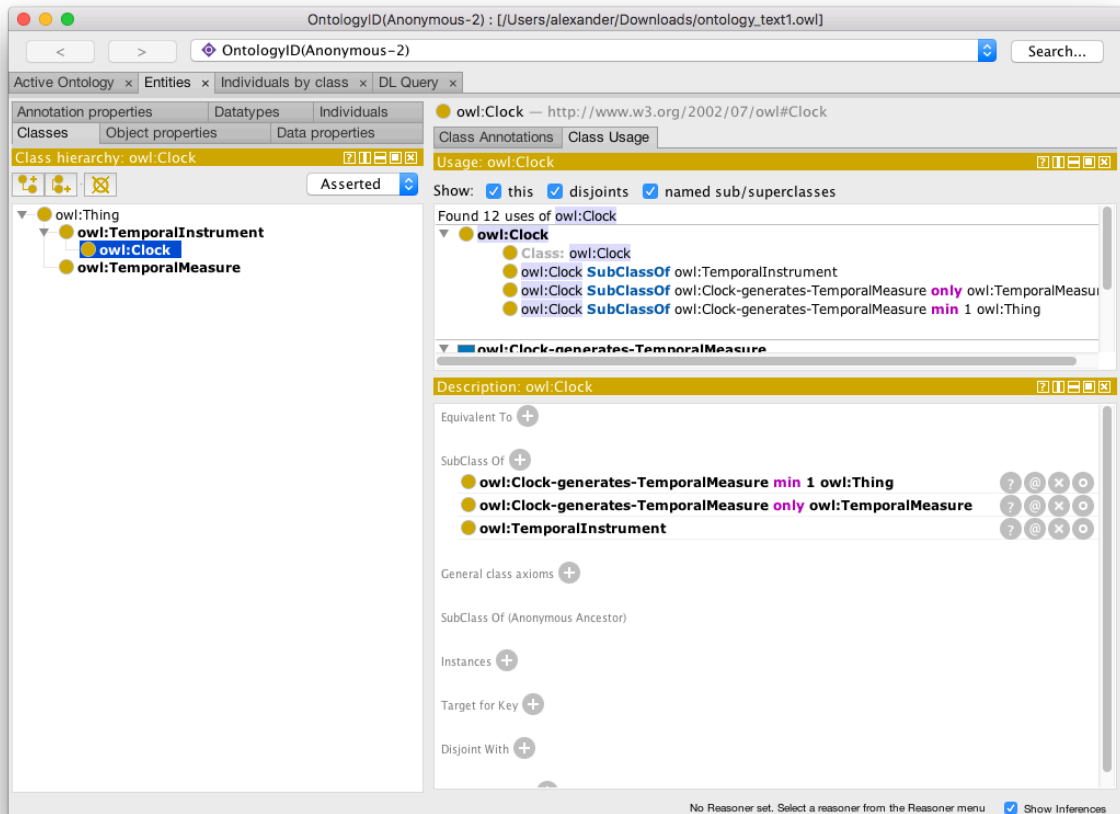 OntologyID(Anonymous-2) : [/Users/alexander/Downloads/ontology_text1.owl]
< > OntologyID(Anonymous-2) Search...
Active Ontology × Entities × Individuals by class × DL Query ×
Annotation properties Datatypes Individuals
Classes Object properties Data properties
Class hierarchy: owl:Clock
Asserted
owl:Thing
owl:TemporalInstrument
owl:Clock
owl:TemporalMeasure
owl:Clock — http://www.w3.org/2002/07/owl#Clock
Class Annotations Class Usage
Usage: owl:Clock
Show: this disjoints named sub/superclasses
Found 12 uses of owl:Clock
owl:Clock
Class: owl:Clock
owl:Clock SubClassOf owl:TemporalInstrument
owl:Clock SubClassOf owl:Clock-generates-TemporalMeasure only owl:TemporalMeasu
owl:Clock SubClassOf owl:Clock-generates-TemporalMeasure min 1 owl:Thing
owl:Clock-generates-TemporalMeasure
Description: owl:Clock
Equivalent To
SubClass Of
owl:Clock-generates-TemporalMeasure min 1 owl:Thing
owl:Clock-generates-TemporalMeasure only owl:TemporalMeasure
owl:TemporalInstrument
General class axioms
SubClass Of (Anonymous Ancestor)
Instances
Target for Key
Disjoint With
No Reasoner set. Select a reasoner from the Reasoner menu Show Inferences